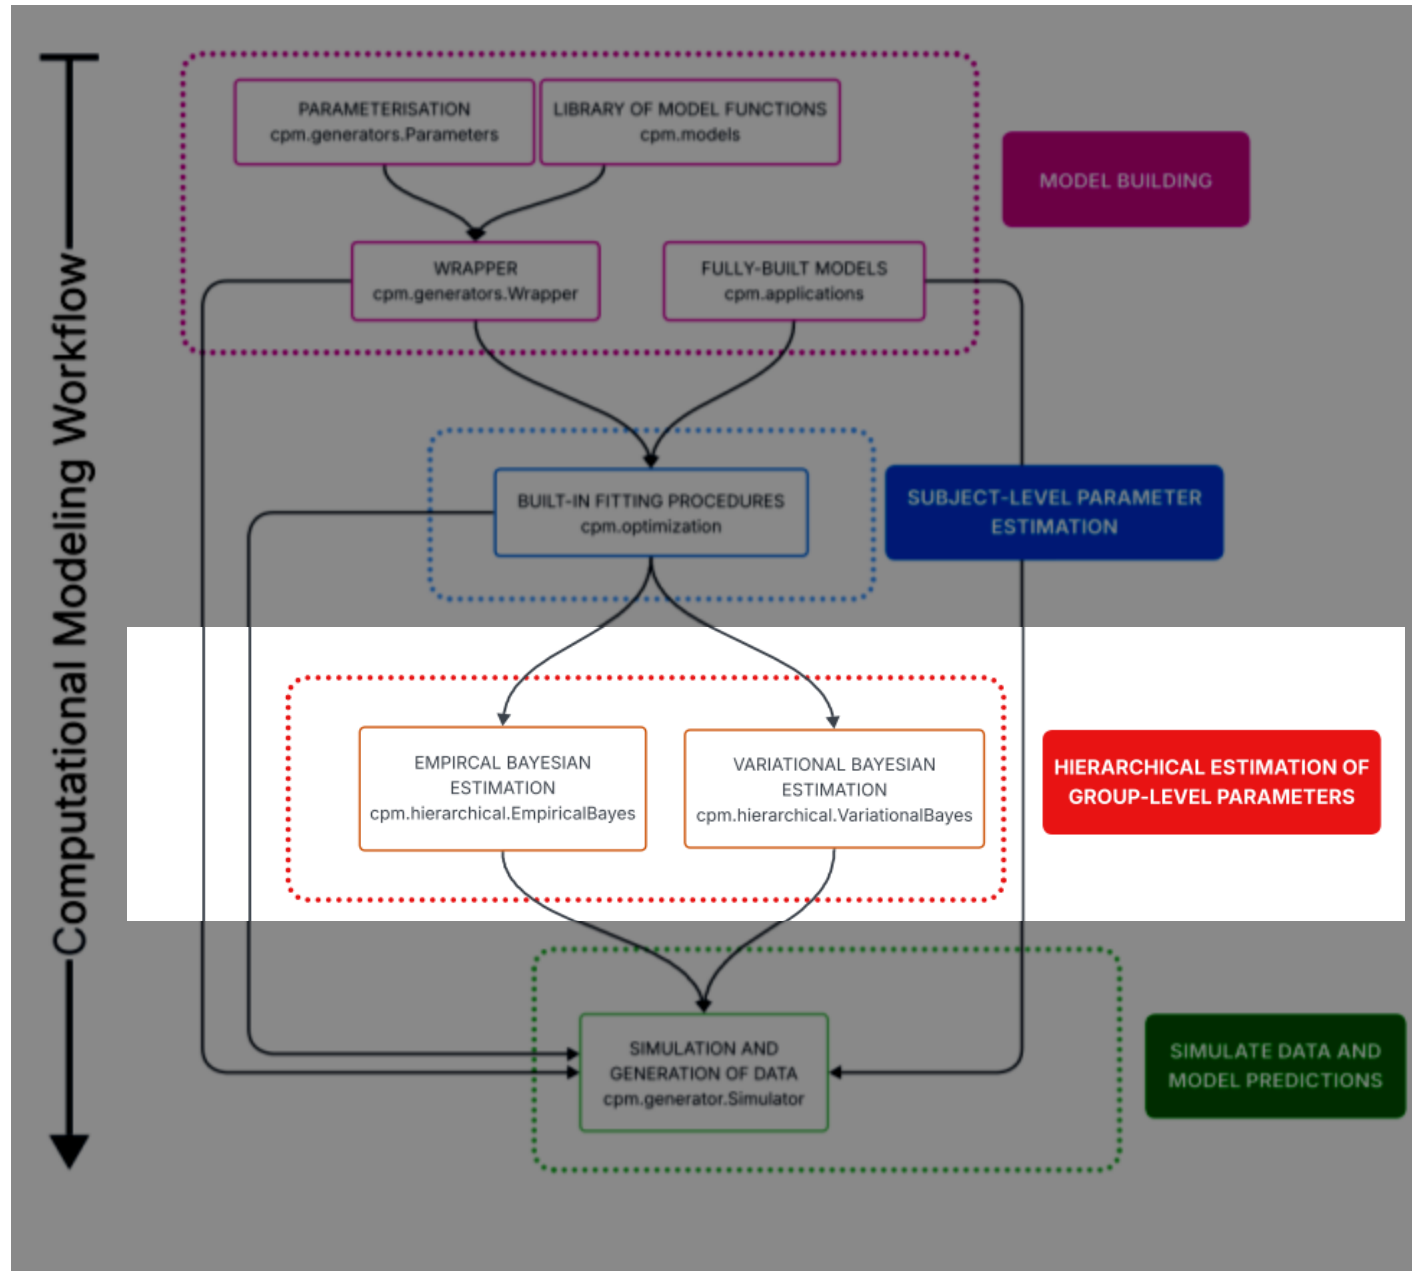 Computational Modeling Workflow
PARAMETERISATION
cpm.generators.Parameters
LIBRARY OF MODEL FUNCTIONS
cpm.models
MODEL BUILDING
WRAPPER
cpm.generators.Wrapper
FULLY-BUILT MODELS
cpm.applications
BUILT-IN FITTING PROCEDURES
cpm.optimization
SUBJECT-LEVEL PARAMETER
ESTIMATION
EMPIRCAL BAYESIAN
ESTIMATION
cpm.hierarchical.EmpiricalBayes
VARIATIONAL BAYESIAN
ESTIMATION
cpm.hierarchical.VariationalBayes
HIERARCHICAL ESTIMATION OF
GROUP-LEVEL PARAMETERS
SIMULATION AND
GENERATION OF DATA
cpm.generator.Simulator
SIMULATE DATA AND
MODEL PREDICTIONS